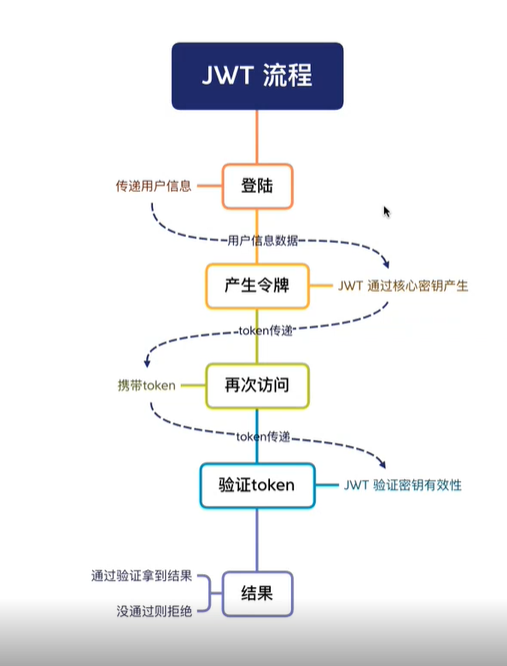 JWT 流程
传递用户信息
登陆
用户信息数据
产生令牌
JWT 通过核心密钥产生
token传递
携带token
再次访问
token传递
验证token
JWT 验证密钥有效性
通过验证拿到结果
结果
没通过则拒绝